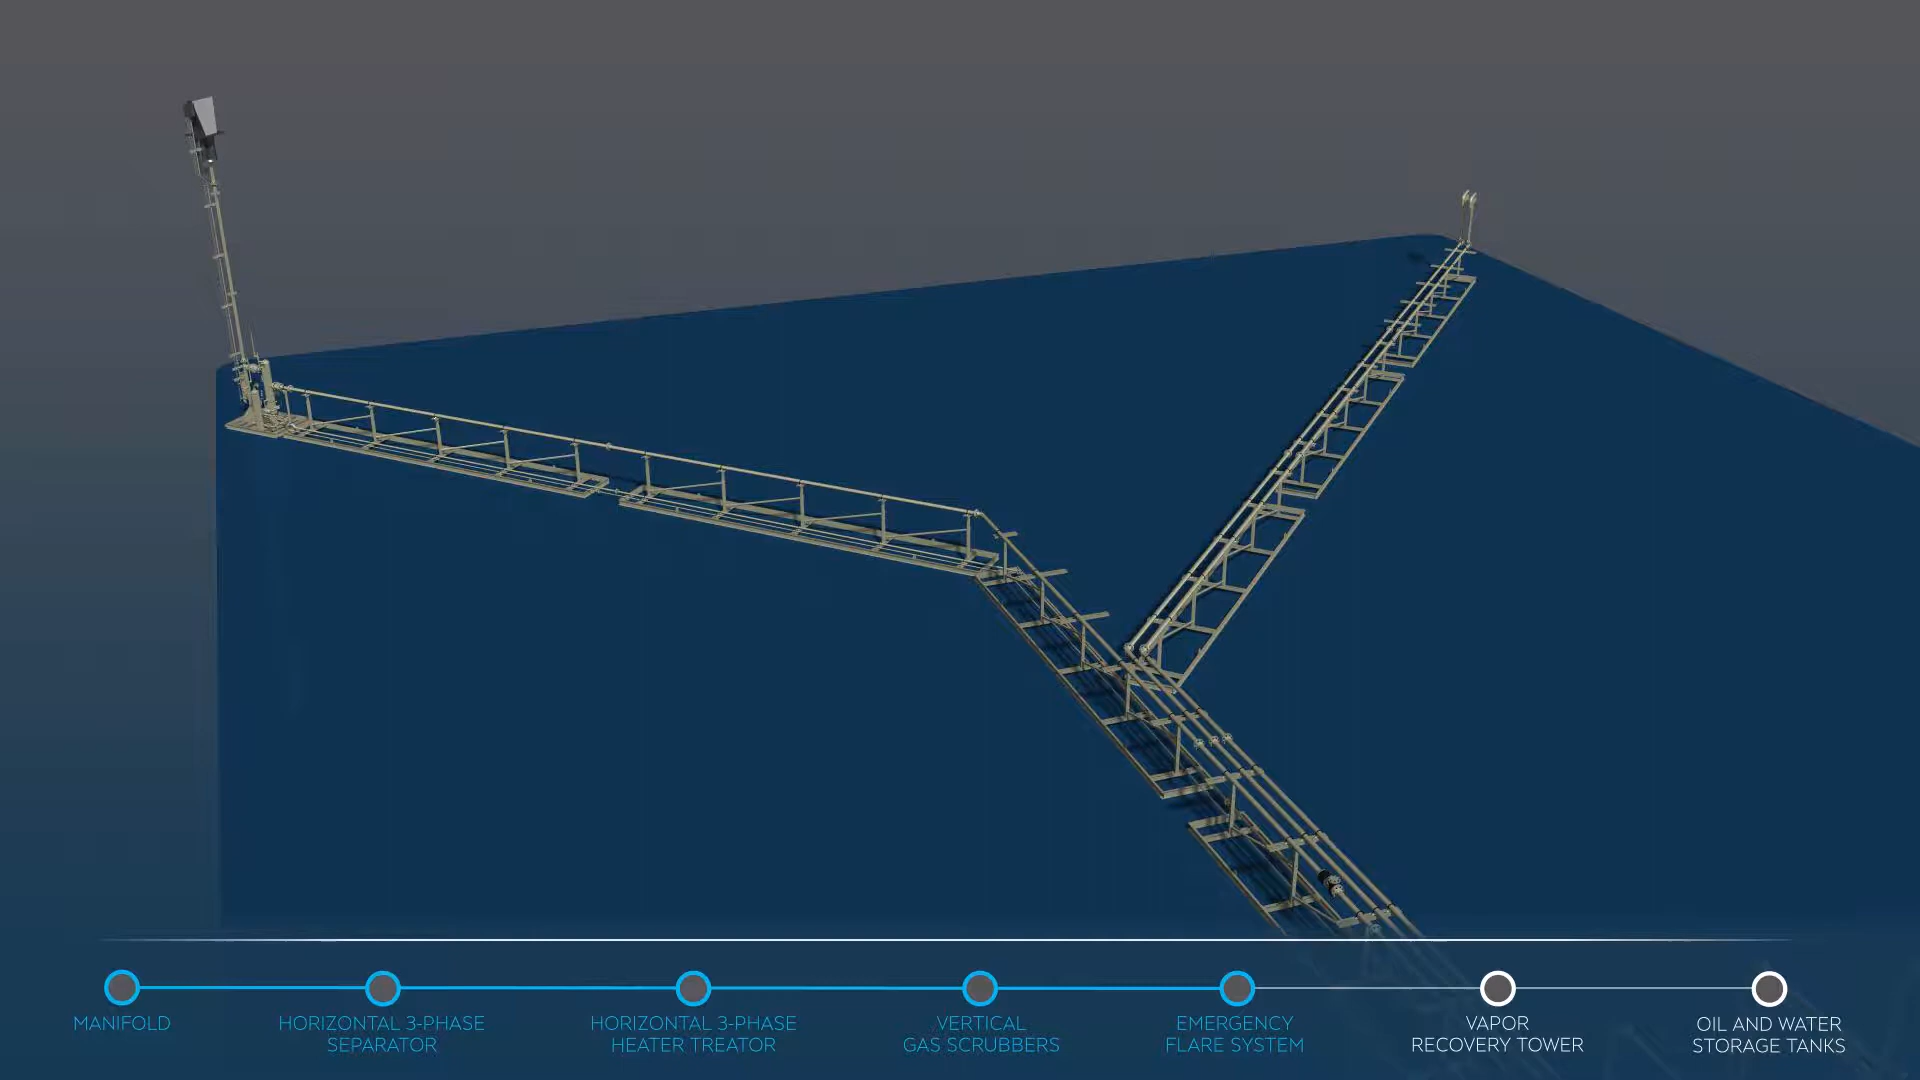 MANIFOLD
HORIZONTAL 3-PHASE
SEPARATOR
HORIZONTAL 3-PHASE
HEATER TREATOR
VERTICAL
GAS SCRUBBERS
EMERGENCY
FLARE SYSTEM
VAPOR
RECOVERY TOWER
OIL AND WATER
STORAGE TANKS